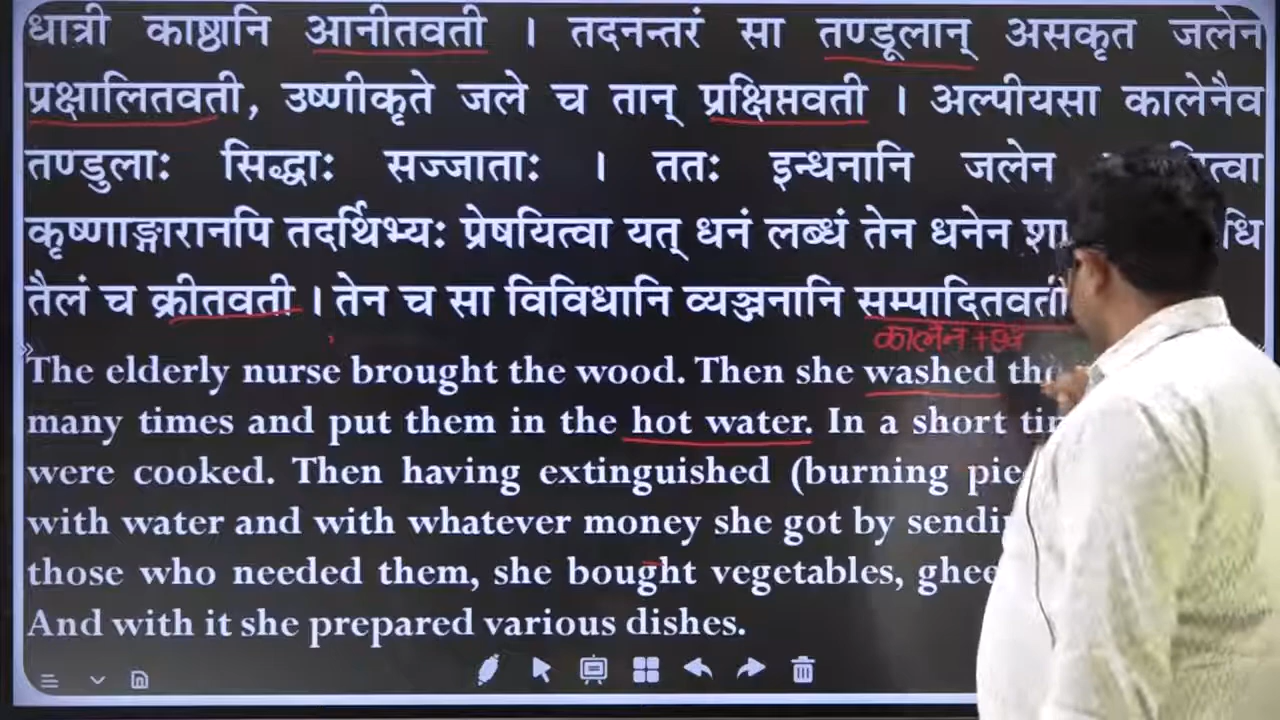 धात्री काष्ठानि आनीतवती । तदनन्तरं सा तण्डूलान् असकृत जलेन
प्रक्षालितवती, उष्णीकृते जले च तान् प्रक्षिप्तवती । अल्पीयसा कालेनैव
तण्डुलाः सिद्धाः सञ्जाताः । ततः इन्धनानि जलेन
कृष्णाङ्गारानपि तदर्थिभ्यः प्रेषयित्वा यत् धनं लब्धं तेन धनेन
तैलं च क्रीतवती । तेन च सा विविधानि व्यञ्जनानि सम्पादितवती
कालेन + एव
The elderly nurse brought the wood. Then she washed
many times and put them in the hot water. In a short
were cooked. Then having extinguished (burning
with water and with whatever money she got by
those who needed them, she bought vegetables, ghee
And with it she prepared various dishes.